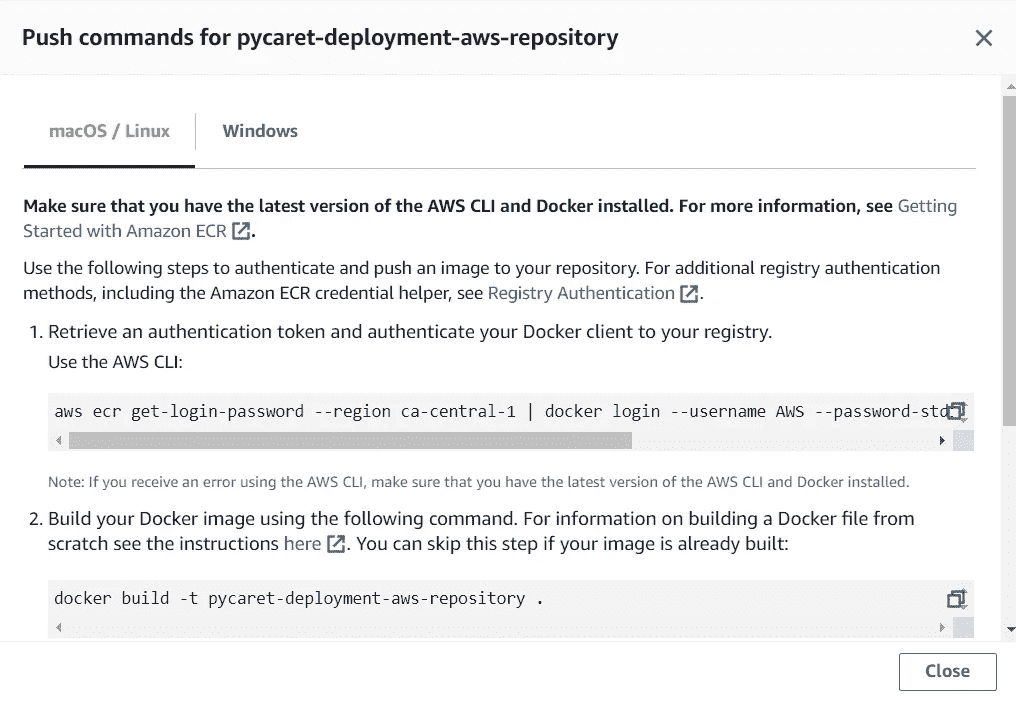 Push commands for pycaret-deployment-aws-repository
macOS / Linux
Windows
Make sure that you have the latest version of the AWS CLI and Docker installed. For more information, see Getting
Started with Amazon ECR .
Use the following steps to authenticate and push an image to your repository. For additional registry authentication
methods, including the Amazon ECR credential helper, see Registry Authentication .
1. Retrieve an authentication token and authenticate your Docker client to your registry.
Use the AWS CLI:
aws ecr get-login-password --region ca-central-1 | docker login --username AWS --password-std
Note: If you receive an error using the AWS CLI, make sure that you have the latest version of the AWS CLI and Docker installed.
2. Build your Docker image using the following command. For information on building a Docker file from
scratch see the instructions here . You can skip this step if your image is already built:
docker build -t pycaret-deployment-aws-repository .
Close